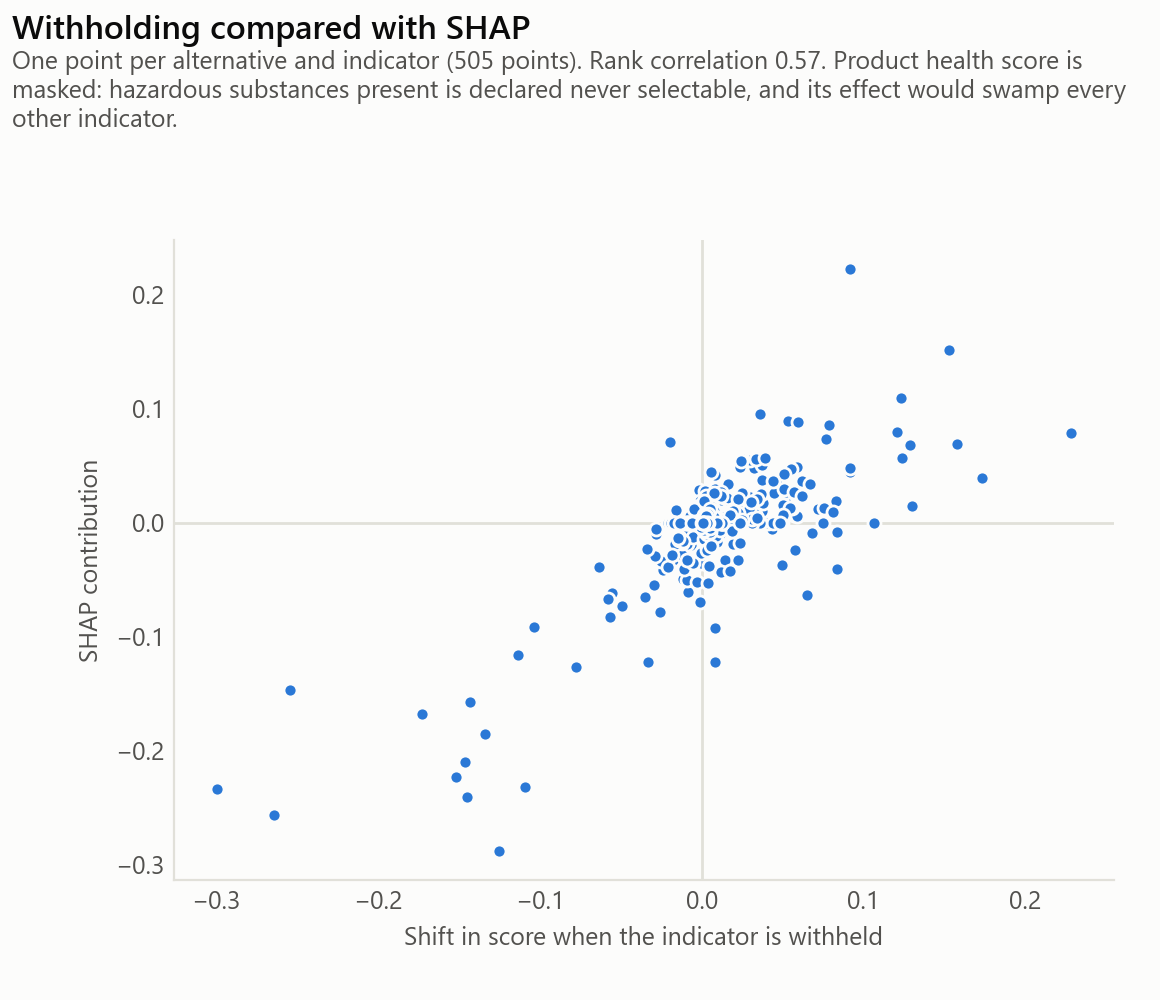 Withholding compared with SHAP
One point per alternative and indicator (505 points). Rank correlation 0.57. Product health score is
masked: hazardous substances present is declared never selectable, and its effect would swamp every
other indicator.
0.2
0.1
0.0
−0.1
−0.2
−0.3
SHAP contribution
−0.3 −0.2 −0.1 0.0 0.1 0.2
Shift in score when the indicator is withheld